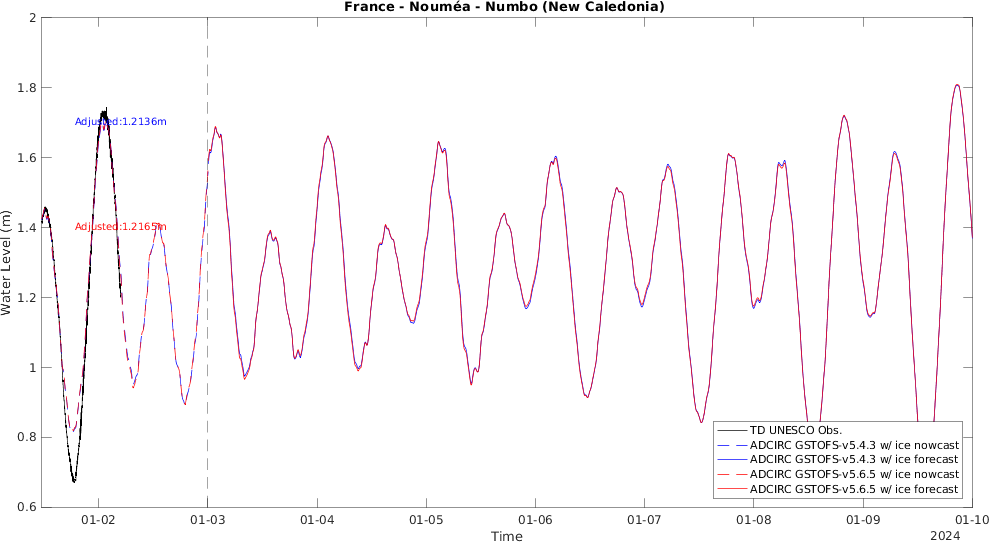 France - Nouméa - Numbo (New Caledonia)
2
1.8
1.6
1.4
1.2
1
0.8
0.6
Water Level (m)
Adjusted:1.2136m
Adjusted:1.2165m
TD UNESCO Obs.
ADCIRC GSTOFS-v5.4.3 w/ ice nowcast
ADCIRC GSTOFS-v5.4.3 w/ ice forecast
ADCIRC GSTOFS-v5.6.5 w/ ice nowcast
ADCIRC GSTOFS-v5.6.5 w/ ice forecast
01-02 01-03 01-04 01-05 01-06 01-07 01-08 01-09 01-10
Time
2024